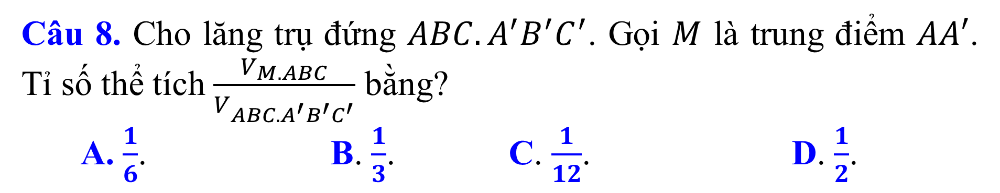 Câu 8. Cho lăng trụ đứng ABC.A′B′C′. Gọi M là trung điểm AA′.
Tỉ số thể tích \frac{V_{M.ABC}}{V_{ABC.A′B′C′}} bằng?
A. \frac{1}{6}. B. \frac{1}{3}. C. \frac{1}{12}. D. \frac{1}{2}.